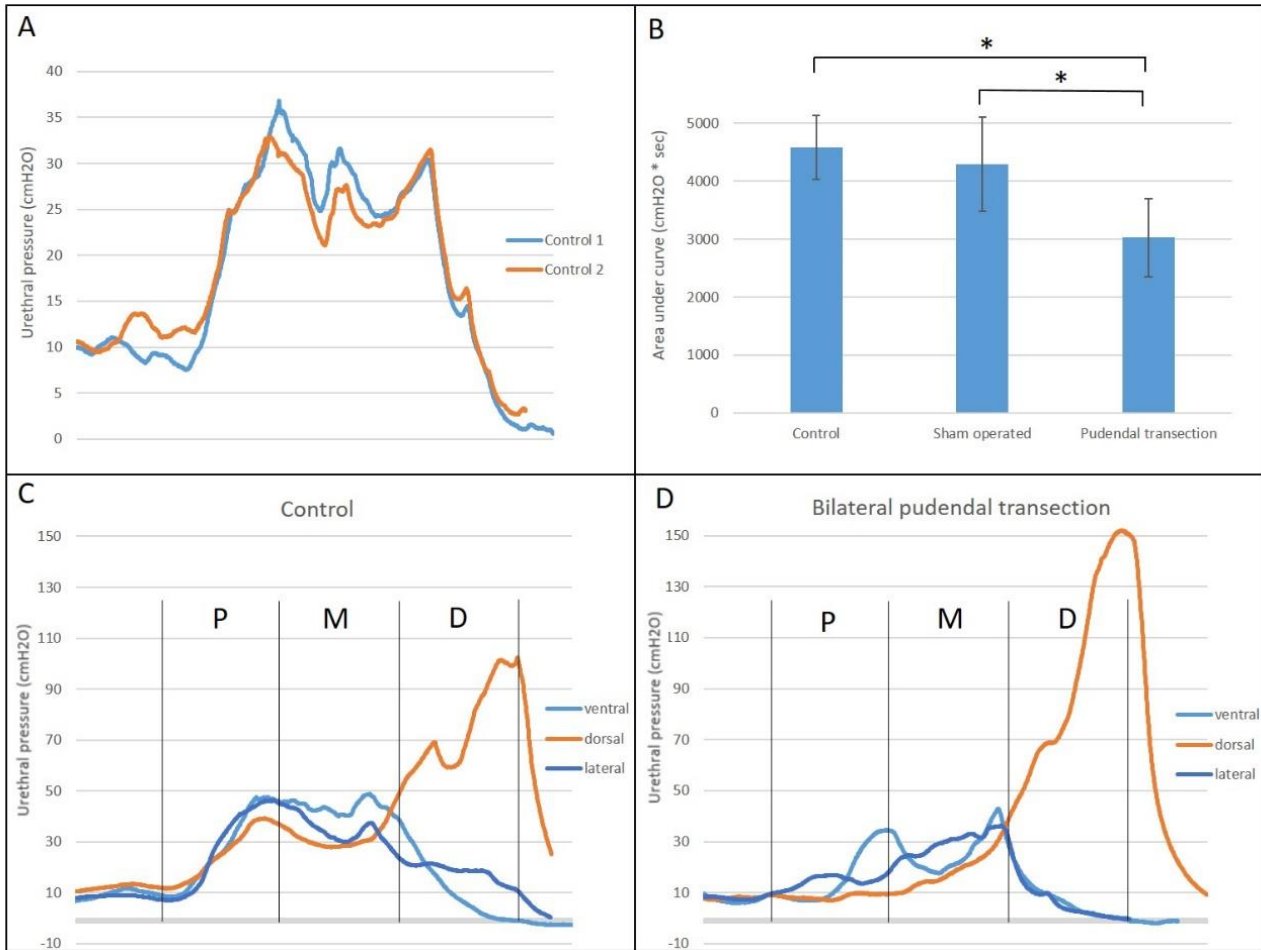 A
Urethral pressure (cmH2O)
40
35
30
25
20
15
10
5
0
Control 1
Control 2
B
*
*
Area under curve (cmH2O * sec)
5000
4000
3000
2000
1000
0
Control
Sham operated
Pudendal transection
C
Control
Urethral pressure (cmH2O)
150
130
110
90
70
50
30
10
-10
P
M
D
ventral
dorsal
lateral
D
Bilateral pudendal transection
Urethral pressure (cmH2O)
150
130
110
90
70
50
30
10
-10
P
M
D
ventral
dorsal
lateral